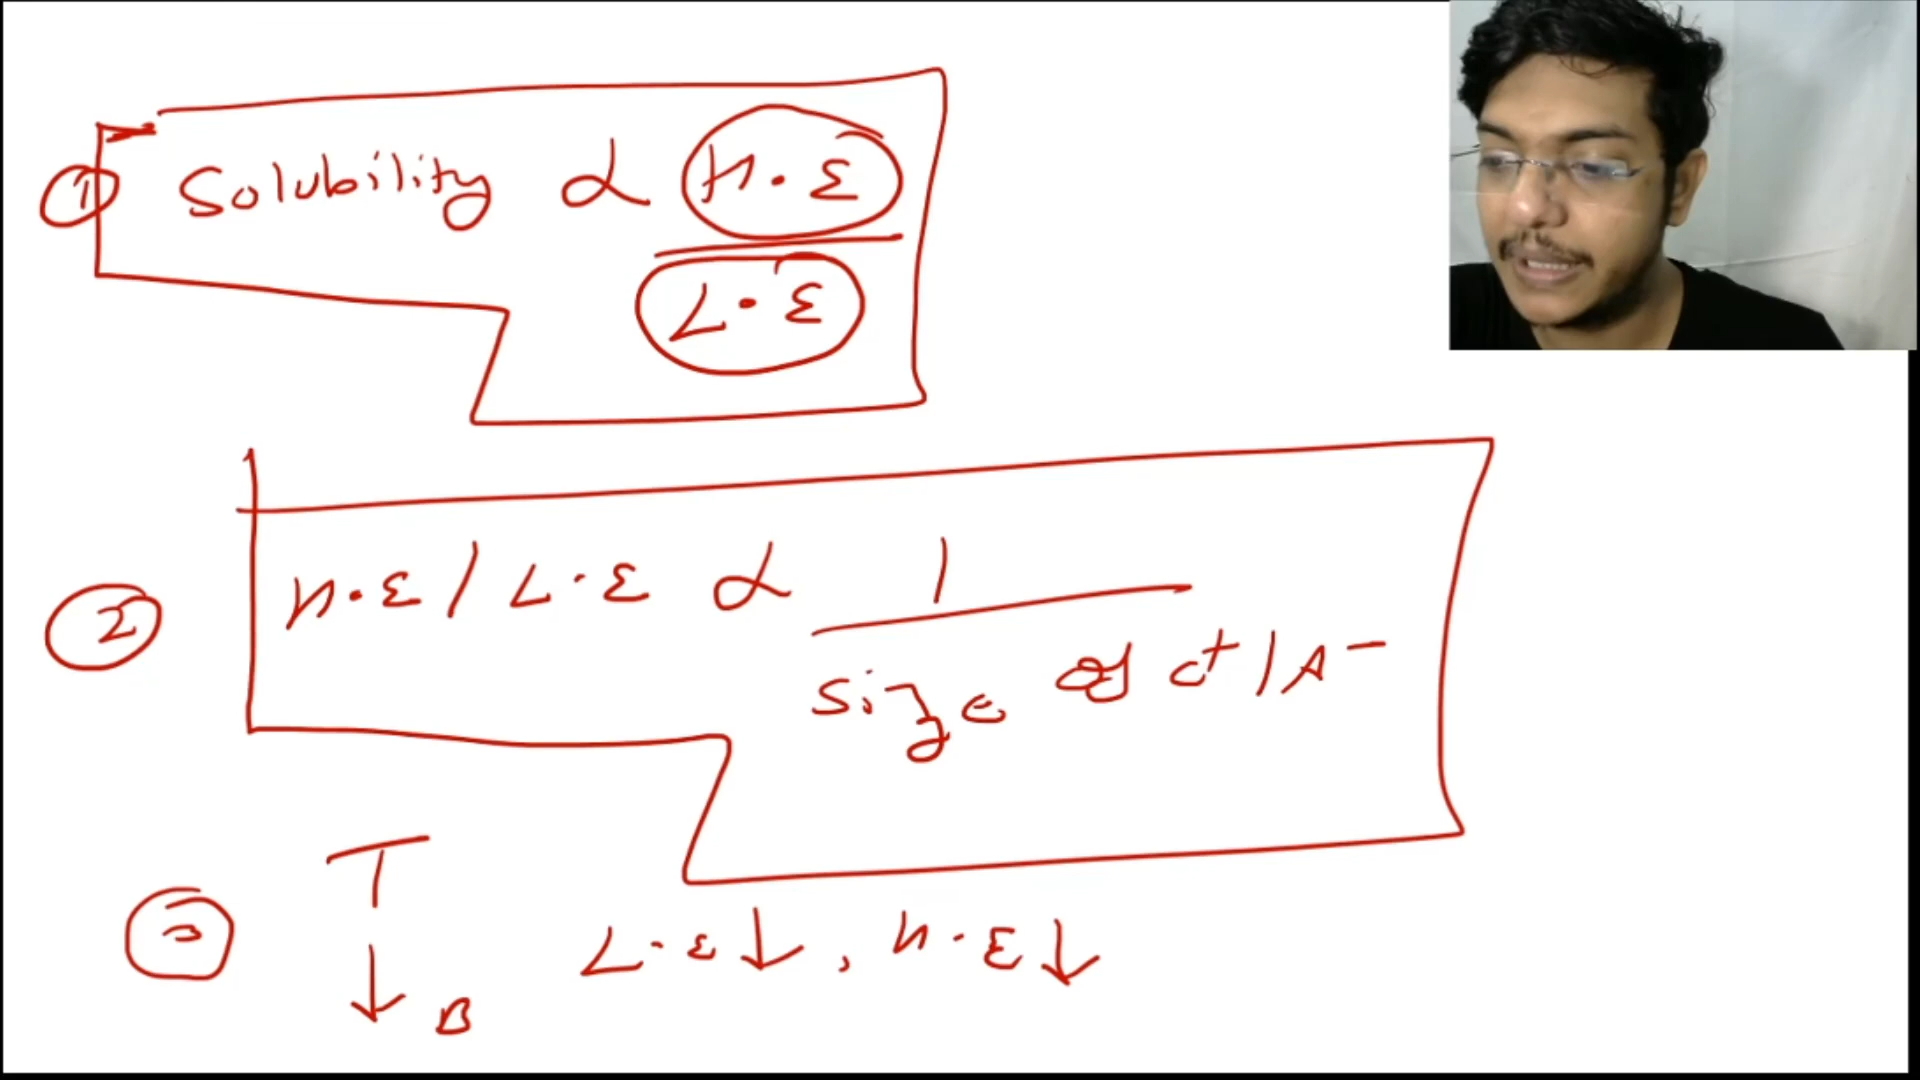 ① Solubility α H.E
L.E
② H.E / L.E α 1
size of c⁺ / A⁻
③ T
↓ B L.E ↓ , H.E ↓